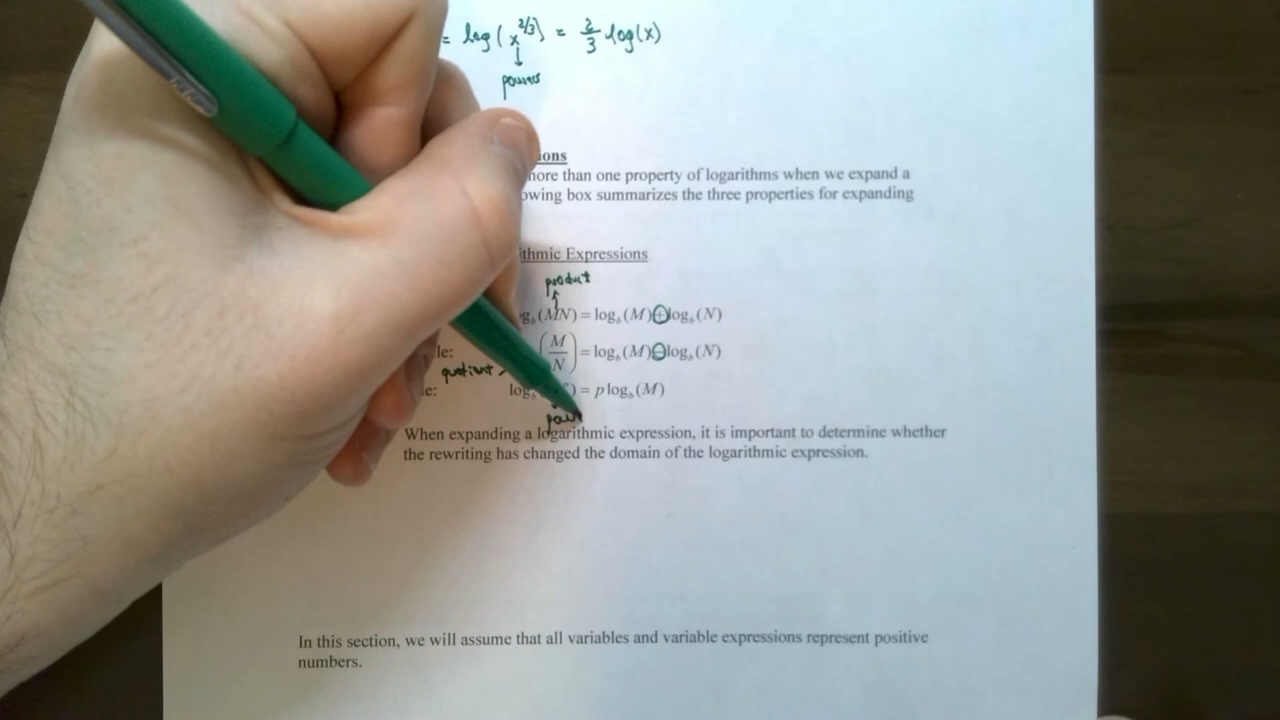 = log(x^2/3) = 2/3 log(x)
↓
power
ions
more than one property of logarithms when we expand a
owing box summarizes the three properties for expanding
ithmic Expressions
product
↑
g_b(MN) = log_b(M) + log_b(N)
le: (M/N) = log_b(M) − log_b(N)
quotient
e: log_b ) = p log_b(M)
pow
When expanding a logarithmic expression, it is important to determine whether
the rewriting has changed the domain of the logarithmic expression.
In this section, we will assume that all variables and variable expressions represent positive
numbers.